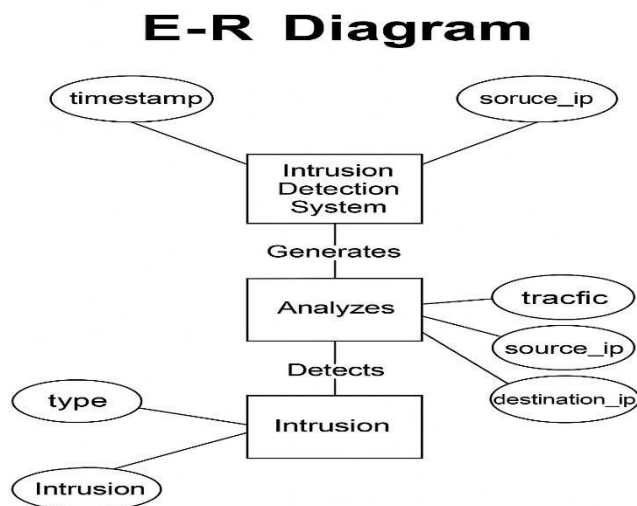 E-R Diagram
timestamp
soruce_ip
Intrusion
Detection
System
Generates
Analyzes
tracfic
source_ip
destination_ip
Detects
type
Intrusion
Intrusion